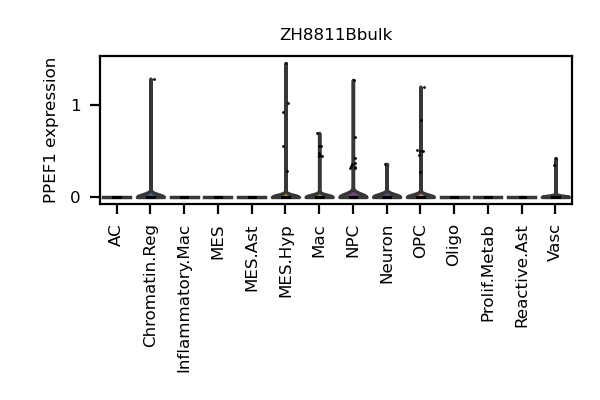 ZH8811Bbulk
PPEF1 expression
1
0
AC
Chromatin.Reg
Inflammatory.Mac
MES
MES.Ast
MES.Hyp
Mac
NPC
Neuron
OPC
Oligo
Prolif.Metab
Reactive.Ast
Vasc